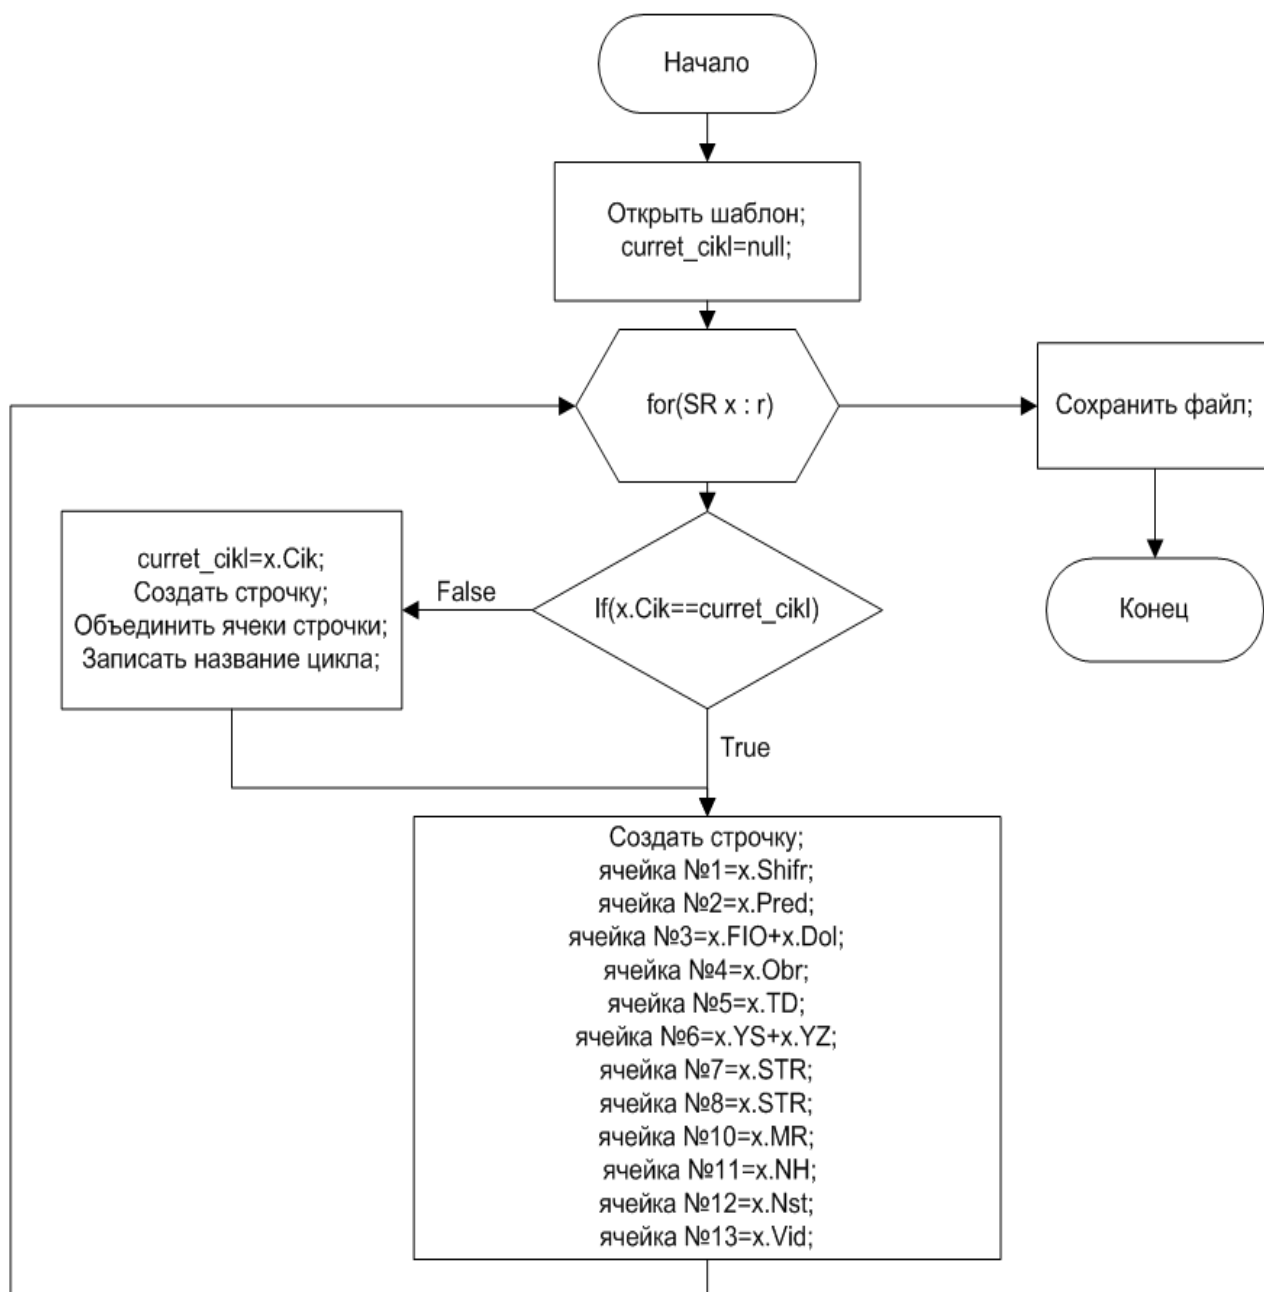 Начало
Открыть шаблон;
curret_cikl=null;
for(SR x : r)
Сохранить файл;
curret_cikl=x.Cik;
Создать строчку;
Объединить ячеки строчки;
Записать название цикла;
False
If(x.Cik==curret_cikl)
Конец
True
Создать строчку;
ячейка №1=x.Shifr;
ячейка №2=x.Pred;
ячейка №3=x.FIO+x.Dol;
ячейка №4=x.Obr;
ячейка №5=x.TD;
ячейка №6=x.YS+x.YZ;
ячейка №7=x.STR;
ячейка №8=x.STR;
ячейка №10=x.MR;
ячейка №11=x.NH;
ячейка №12=x.Nst;
ячейка №13=x.Vid;